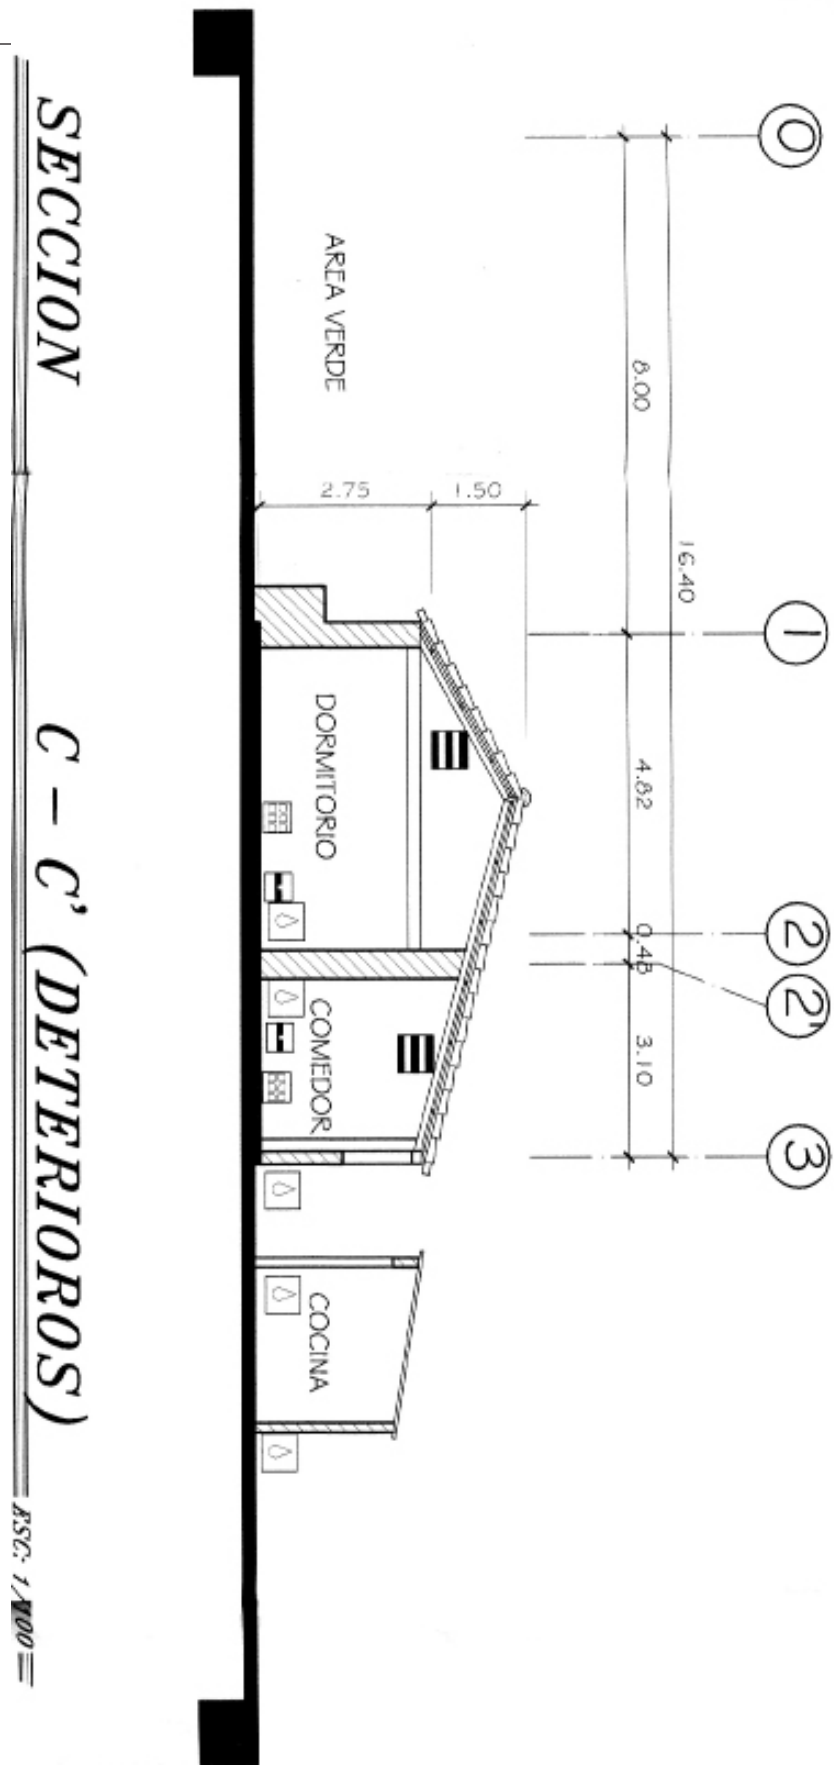 0 1 2 2' 3
16.40
8.00 4.82 0.48 3.10
1.50
2.75
AREA VERDE
DORMITORIO
COMEDOR
COCINA
SECCION C - C' (DETERIOROS)
ESC: 1/100